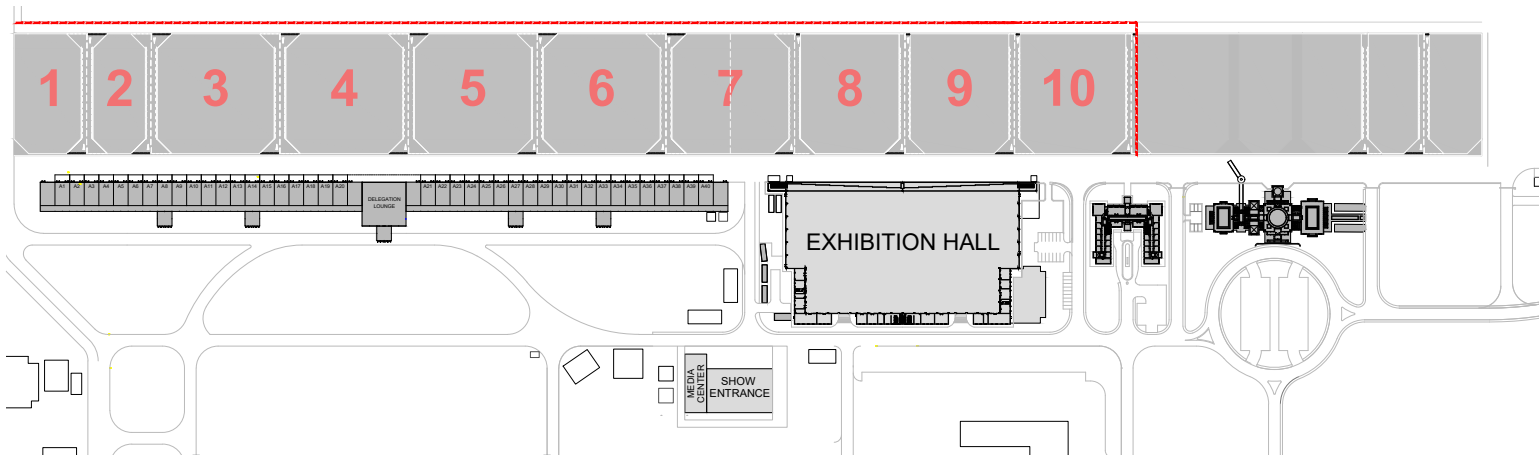 1 2 3 4 5 6 7 8 9 10
A1 A2 A3 A4 A5 A6 A7 A8 A9 A10 A11 A12 A13 A14 A15 A16 A17 A18 A19 A20
A21 A22 A23 A24 A25 A26 A27 A28 A29 A30 A31 A32 A33 A34 A35 A36 A37 A38 A39 A40
DELEGATION
LOUNGE
EXHIBITION HALL
MEDIA
CENTER
SHOW
ENTRANCE